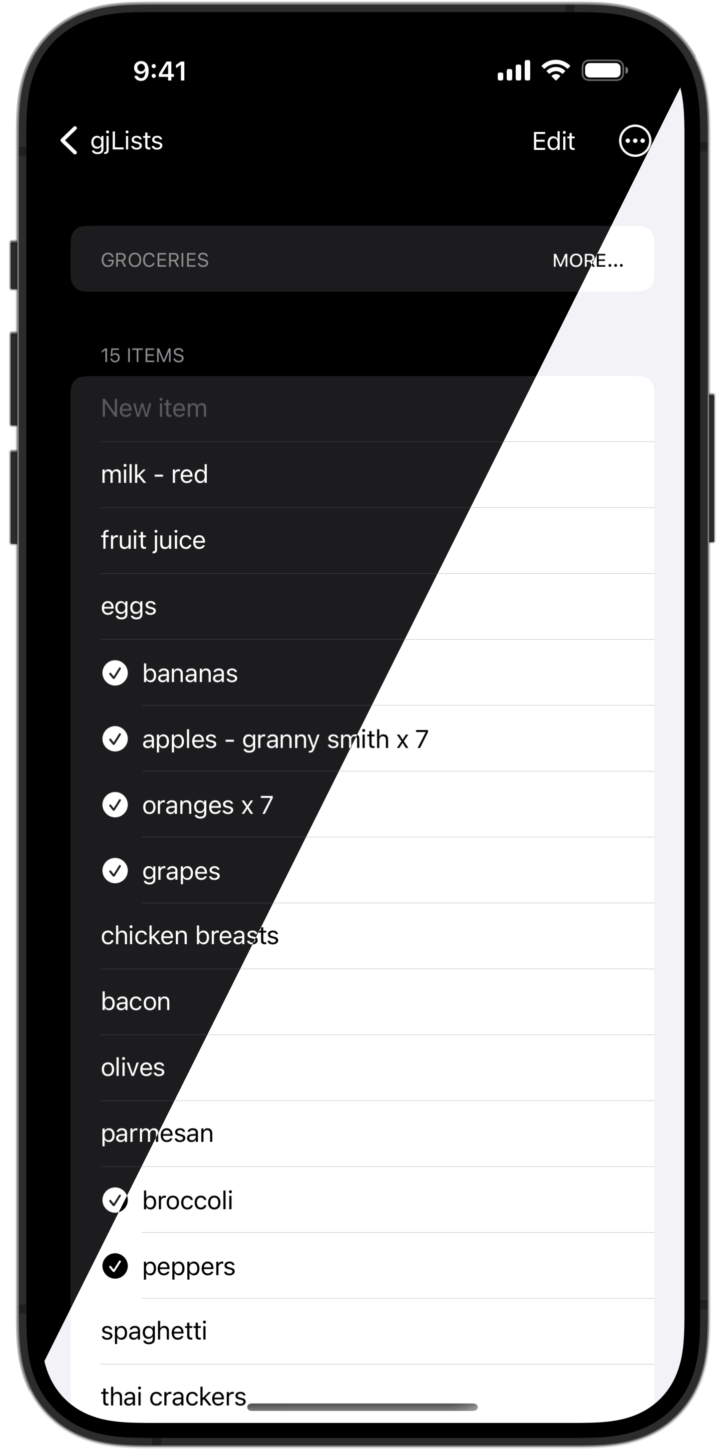 9:41
gjLists Edit
GROCERIES MORE...
15 ITEMS
New item
milk - red
fruit juice
eggs
bananas
apples - granny smith x 7
oranges x 7
grapes
chicken breasts
bacon
olives
parmesan
broccoli
peppers
spaghetti
thai crackers